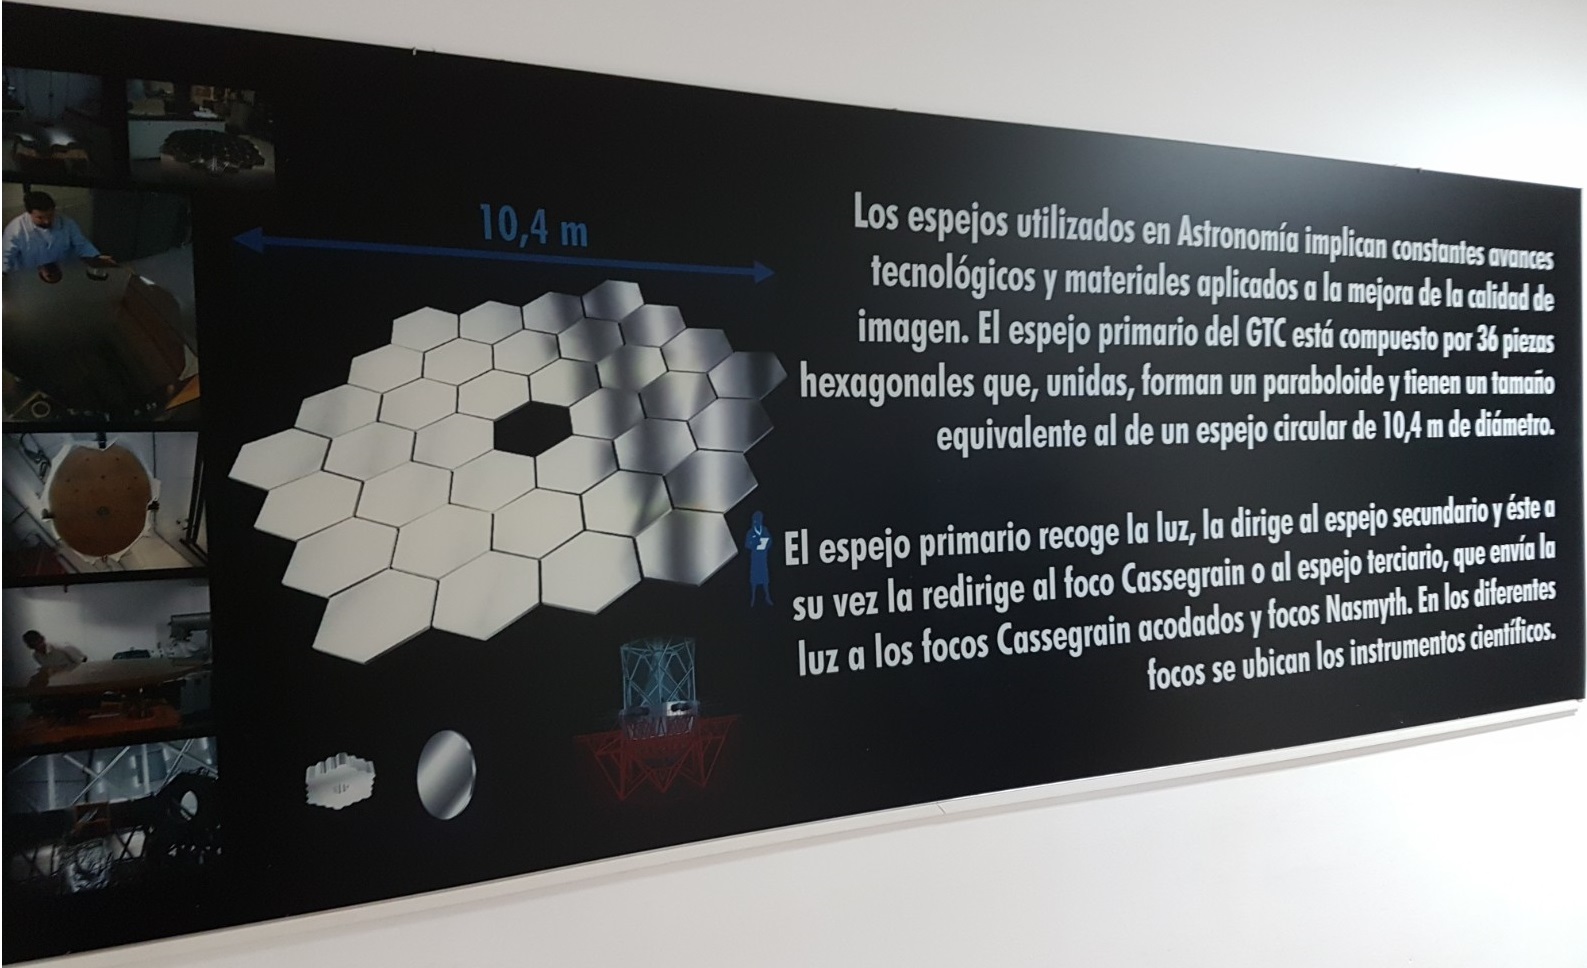 10,4 m
Los espejos utilizados en Astronomía implican constantes avances
tecnológicos y materiales aplicados a la mejora de la calidad de
imagen. El espejo primario del GTC está compuesto por 36 piezas
hexagonales que, unidas, forman un paraboloide y tienen un tamaño
equivalente al de un espejo circular de 10,4 m de diámetro.
El espejo primario recoge la luz, la dirige al espejo secundario y éste a
su vez la redirige al foco Cassegrain o al espejo terciario, que envía la
luz a los focos Cassegrain acodados y focos Nasmyth. En los diferentes
focos se ubican los instrumentos científicos.